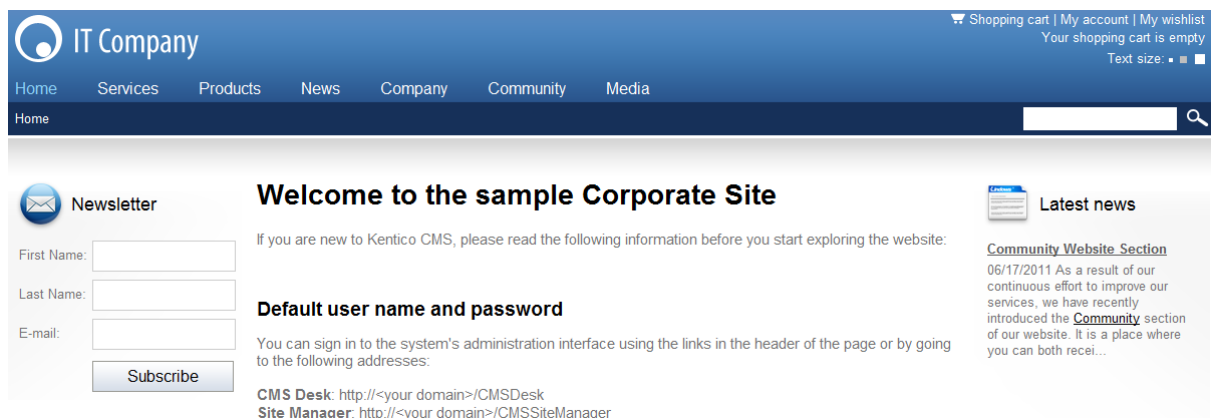 IT Company
Shopping cart | My account | My wishlist
Your shopping cart is empty
Text size:
Home Services Products News Company Community Media
Home
Newsletter
First Name:
Last Name:
E-mail:
Subscribe
Welcome to the sample Corporate Site
If you are new to Kentico CMS, please read the following information before you start exploring the website:
Default user name and password
You can sign in to the system's administration interface using the links in the header of the page or by going
to the following addresses:
CMS Desk: http://<your domain>/CMSDesk
Site Manager: http://<your domain>/CMSSiteManager
Latest news
Community Website Section
06/17/2011 As a result of our
continuous effort to improve our
services, we have recently
introduced the Community section
of our website. It is a place where
you can both recei...